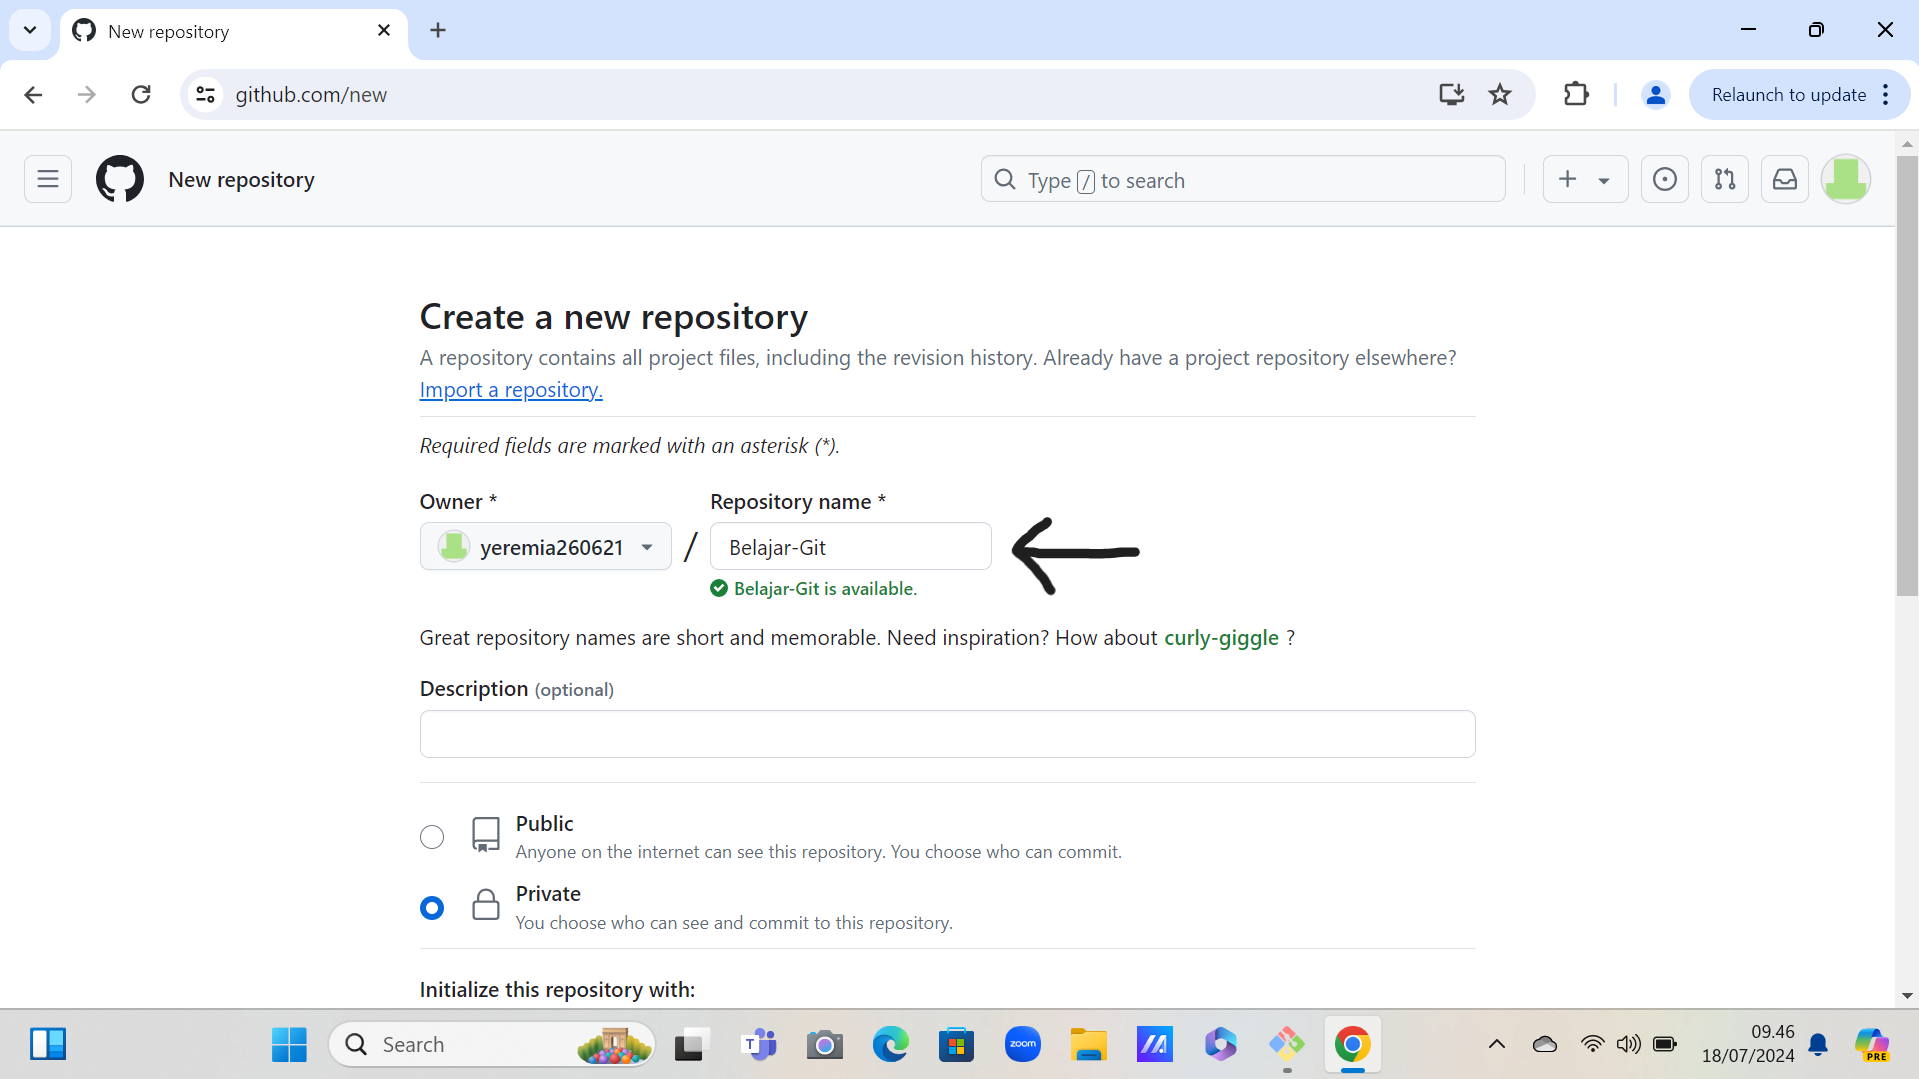 New repository
github.com/new
Relaunch to update
New repository
Type / to search
Create a new repository
A repository contains all project files, including the revision history. Already have a project repository elsewhere?
Import a repository.
Required fields are marked with an asterisk (*).
Owner * Repository name *
yeremia260621 / Belajar-Git
Belajar-Git is available.
Great repository names are short and memorable. Need inspiration? How about curly-giggle ?
Description (optional)
Public
Anyone on the internet can see this repository. You choose who can commit.
Private
You choose who can see and commit to this repository.
Initialize this repository with:
Search
T
zoom
09.46
18/07/2024
PRE